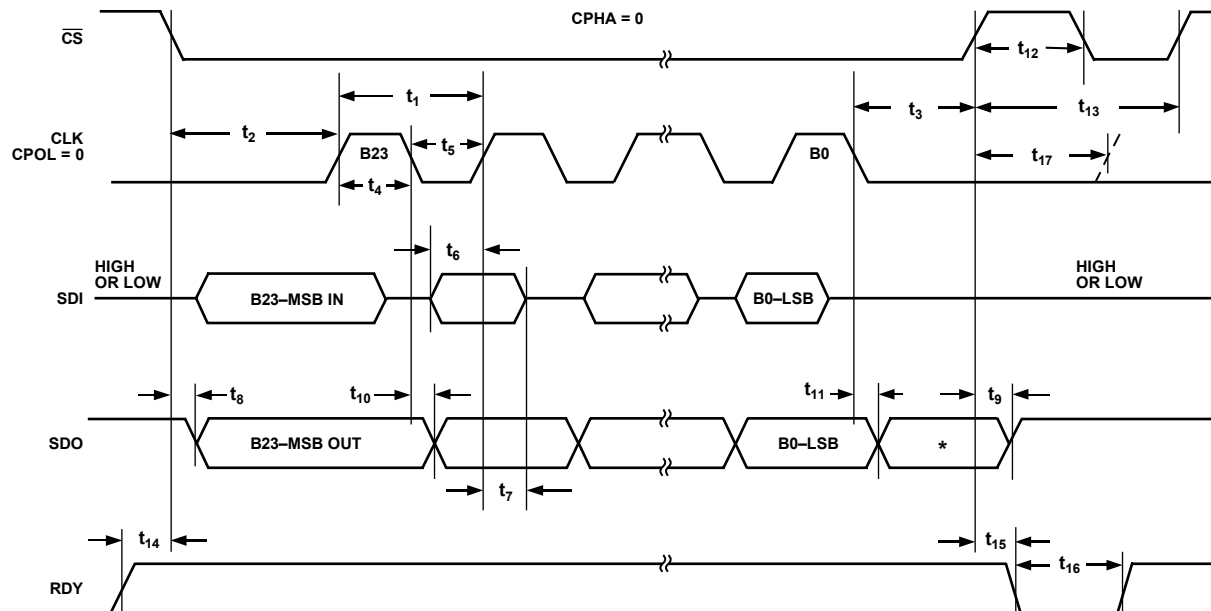 CPHA = 0
CS
t12
t1
t3
t13
CLK
CPOL = 0
t2
B23
t5
B0
t17
t4
t6
HIGH
OR LOW
HIGH
OR LOW
SDI
B23–MSB IN
B0–LSB
t8
t10
t11
t9
SDO
B23–MSB OUT
B0–LSB
*
t7
t14
t15
t16
RDY